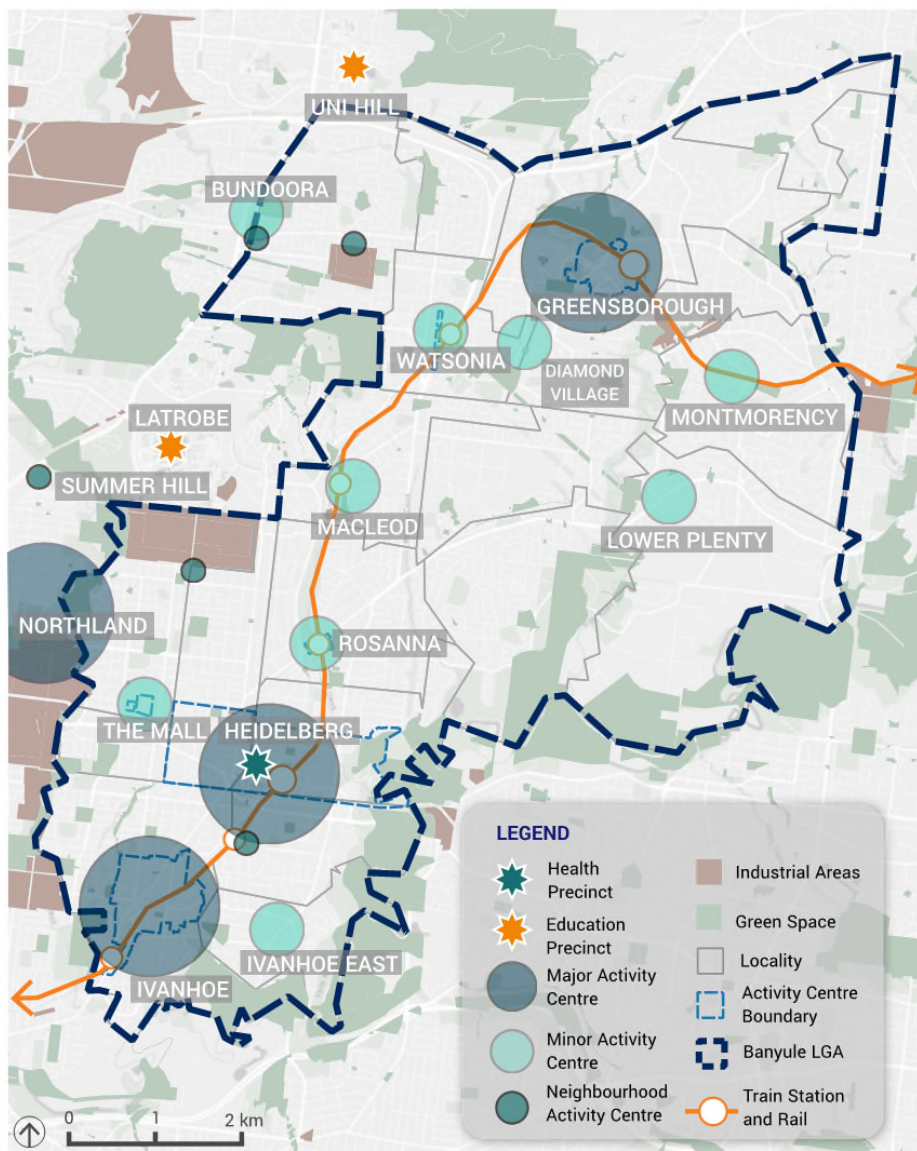 UNI HILL
BUNDOORA
GREENSBOROUGH
WATSONIA
DIAMOND
VILLAGE
MONTMORENCY
LATROBE
SUMMER HILL
MACLEOD
LOWER PLENTY
NORTHLAND
ROSANNA
THE MALL
HEIDELBERG
IVANHOE EAST
IVANHOE
LEGEND
Health
Precinct
Education
Precinct
Major Activity
Centre
Minor Activity
Centre
Neighbourhood
Activity Centre
Industrial Areas
Green Space
Locality
Activity Centre
Boundary
Banyule LGA
Train Station
and Rail
0 1 2 km